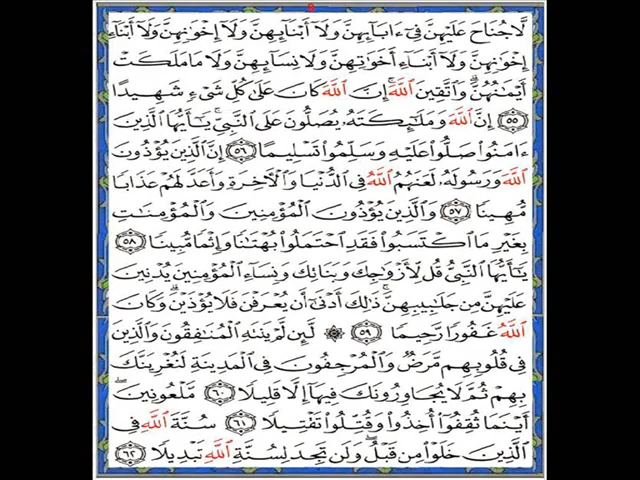 لَّا جُنَاحَ عَلَيْهِنَّ فِىٓ ءَابَآئِهِنَّ وَلَآ أَبْنَآئِهِنَّ وَلَآ إِخْوَٰنِهِنَّ وَلَآ أَبْنَآءِ
إِخْوَٰنِهِنَّ وَلَآ أَبْنَآءِ أَخَوَٰتِهِنَّ وَلَا نِسَآئِهِنَّ وَلَا مَا مَلَكَتْ
أَيْمَٰنُهُنَّ ۗ وَٱتَّقِينَ ٱللَّهَ ۚ إِنَّ ٱللَّهَ كَانَ عَلَىٰ كُلِّ شَىْءٍ شَهِيدًا
٥٥ إِنَّ ٱللَّهَ وَمَلَٰٓئِكَتَهُۥ يُصَلُّونَ عَلَى ٱلنَّبِىِّ ۚ يَٰٓأَيُّهَا ٱلَّذِينَ
ءَامَنُوا۟ صَلُّوا۟ عَلَيْهِ وَسَلِّمُوا۟ تَسْلِيمًا ٥٦ إِنَّ ٱلَّذِينَ يُؤْذُونَ
ٱللَّهَ وَرَسُولَهُۥ لَعَنَهُمُ ٱللَّهُ فِى ٱلدُّنْيَا وَٱلْءَاخِرَةِ وَأَعَدَّ لَهُمْ عَذَابًا
مُّهِينًا ٥٧ وَٱلَّذِينَ يُؤْذُونَ ٱلْمُؤْمِنِينَ وَٱلْمُؤْمِنَٰتِ
بِغَيْرِ مَا ٱكْتَسَبُوا۟ فَقَدِ ٱحْتَمَلُوا۟ بُهْتَٰنًا وَإِثْمًا مُّبِينًا ٥٨
يَٰٓأَيُّهَا ٱلنَّبِىُّ قُل لِّأَزْوَٰجِكَ وَبَنَاتِكَ وَنِسَآءِ ٱلْمُؤْمِنِينَ يُدْنِينَ
عَلَيْهِنَّ مِن جَلَٰبِيبِهِنَّ ۚ ذَٰلِكَ أَدْنَىٰٓ أَن يُعْرَفْنَ فَلَا يُؤْذَيْنَ ۗ وَكَانَ
ٱللَّهُ غَفُورًا رَّحِيمًا ٥٩ ۞ لَّئِن لَّمْ يَنتَهِ ٱلْمُنَٰفِقُونَ وَٱلَّذِينَ
فِى قُلُوبِهِم مَّرَضٌ وَٱلْمُرْجِفُونَ فِى ٱلْمَدِينَةِ لَنُغْرِيَنَّكَ
بِهِمْ ثُمَّ لَا يُجَاوِرُونَكَ فِيهَآ إِلَّا قَلِيلًا ٦٠ مَّلْعُونِينَ ۖ
أَيْنَمَا ثُقِفُوٓا۟ أُخِذُوا۟ وَقُتِّلُوا۟ تَقْتِيلًا ٦١ سُنَّةَ ٱللَّهِ فِى
ٱلَّذِينَ خَلَوْا۟ مِن قَبْلُ ۖ وَلَن تَجِدَ لِسُنَّةِ ٱللَّهِ تَبْدِيلًا ٦٢